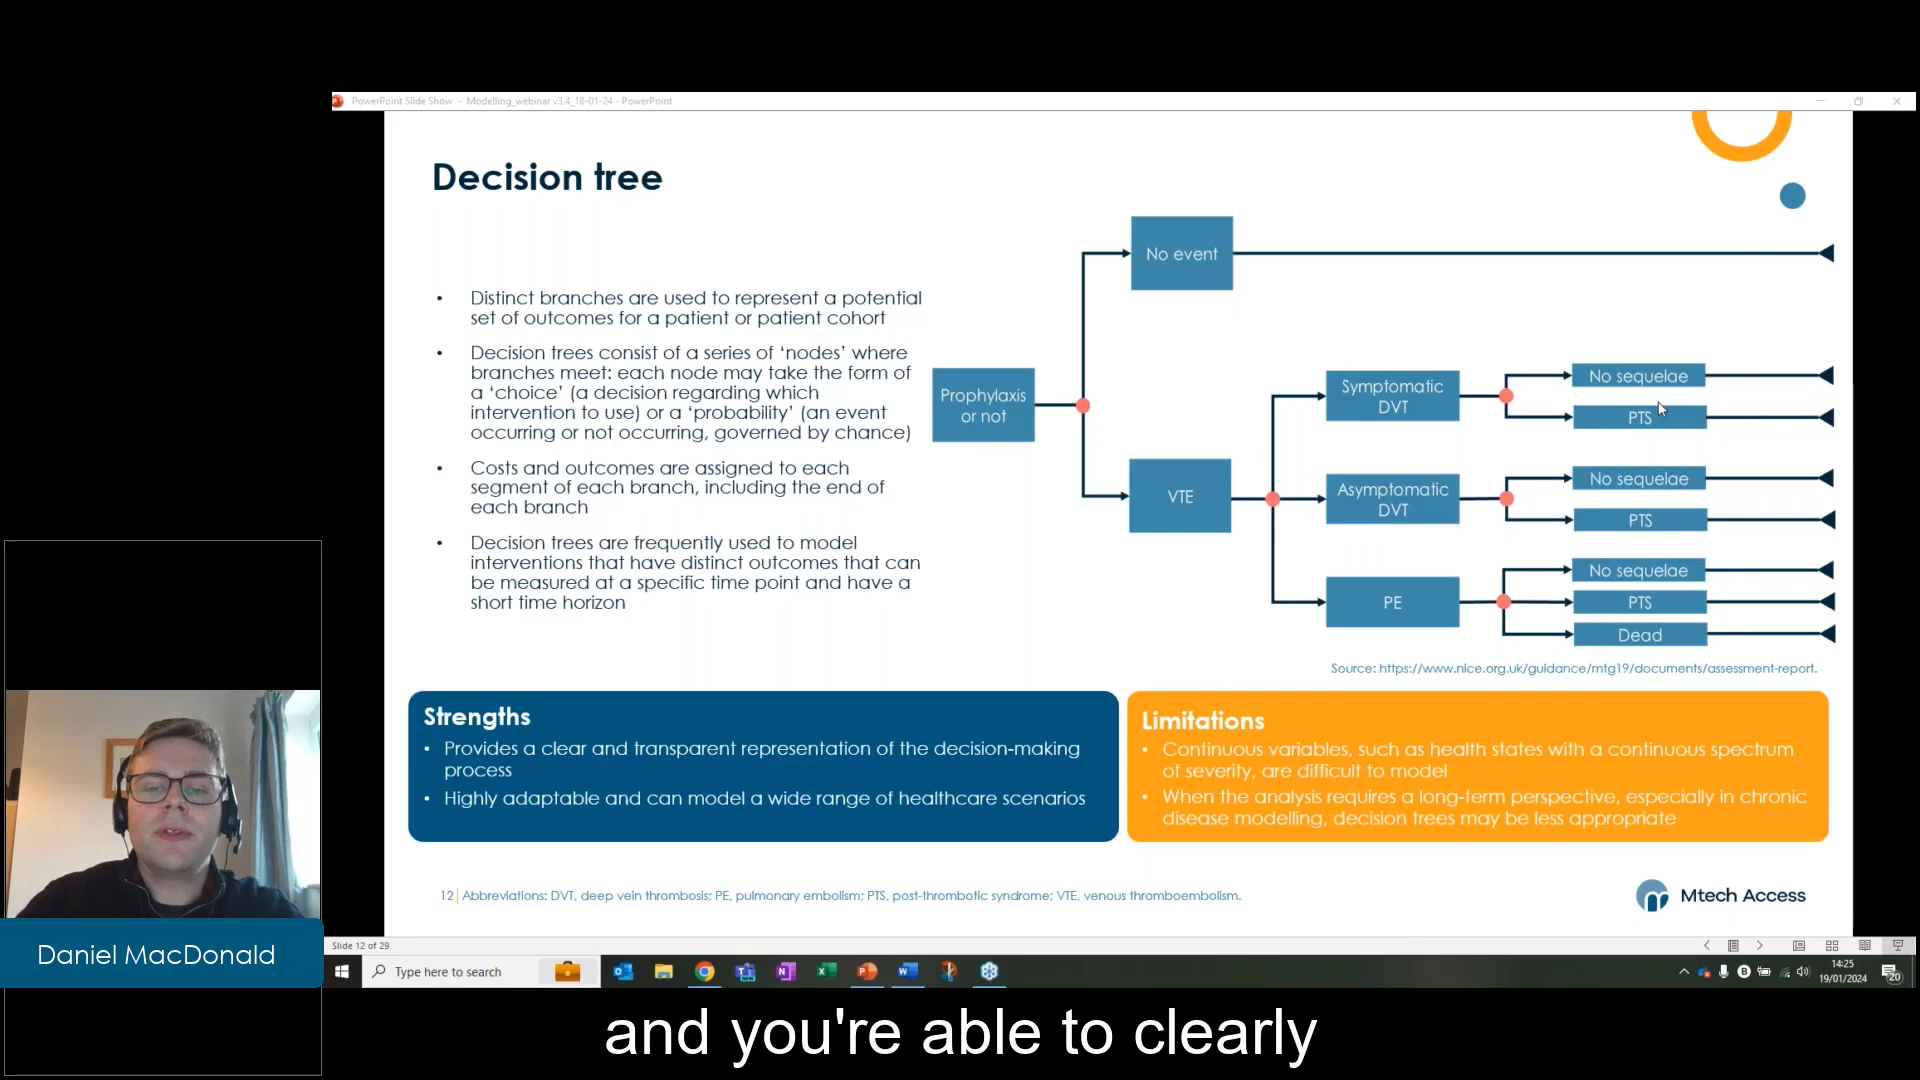 PowerPoint Slide Show - Modelling_webinar v3.4_18-01-24 - PowerPoint
Decision tree
• Distinct branches are used to represent a potential
set of outcomes for a patient or patient cohort
• Decision trees consist of a series of ‘nodes’ where
branches meet: each node may take the form of
a ‘choice’ (a decision regarding which
intervention to use) or a ‘probability’ (an event
occurring or not occurring, governed by chance)
• Costs and outcomes are assigned to each
segment of each branch, including the end of
each branch
• Decision trees are frequently used to model
interventions that have distinct outcomes that can
be measured at a specific time point and have a
short time horizon
Prophylaxis
or not
No event
VTE
Symptomatic
DVT
No sequelae
PTS
Asymptomatic
DVT
No sequelae
PTS
PE
No sequelae
PTS
Dead
Source: https://www.nice.org.uk/guidance/mtg19/documents/assessment-report.
Strengths
• Provides a clear and transparent representation of the decision-making
process
• Highly adaptable and can model a wide range of healthcare scenarios
Limitations
• Continuous variables, such as health states with a continuous spectrum
of severity, are difficult to model
• When the analysis requires a long-term perspective, especially in chronic
disease modelling, decision trees may be less appropriate
12 | Abbreviations: DVT, deep vein thrombosis; PE, pulmonary embolism; PTS, post-thrombotic syndrome; VTE, venous thromboembolism.
Mtech Access
Daniel MacDonald
Slide 12 of 29
Type here to search
14:25
19/01/2024
20
and you're able to clearly